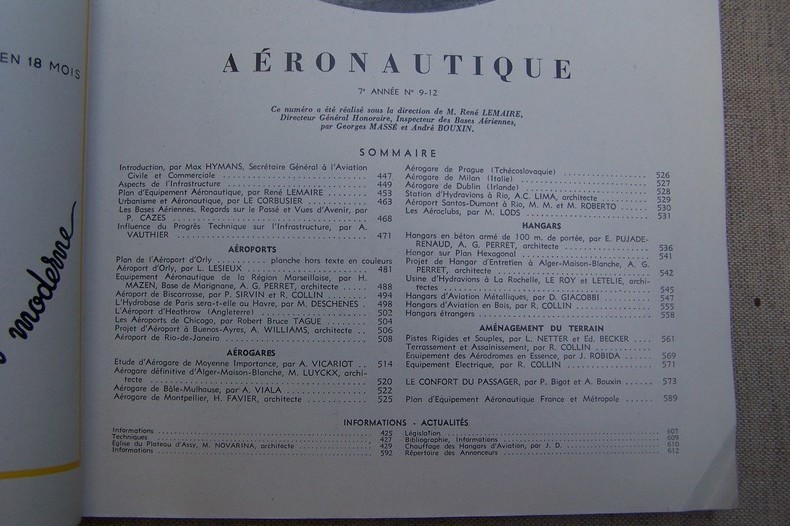 EN 18 MOIS
moderne
AÉRONAUTIQUE
7e ANNÉE N° 9-12
Ce numéro a été réalisé sous la direction de M. René LEMAIRE,
Directeur Général Honoraire, Inspecteur des Bases Aériennes,
par Georges MASSÉ et André BOUXIN.
SOMMAIRE
Introduction, par Max HYMANS, Secrétaire Général à l'Aviation
Civile et Commerciale 447
Aspects de l'Infrastructure 449
Plan d'Equipement Aéronautique, par René LEMAIRE 453
Urbanisme et Aéronautique, par LE CORBUSIER 463
Les Bases Aériennes, Regards sur le Passé et Vues d'Avenir, par
P. CAZES 468
Influence du Progrès Technique sur l'Infrastructure, par A.
VAUTHIER 471
AÉROPORTS
Plan de l'Aéroport d'Orly .......... planche hors texte en couleurs
Aéroport d'Orly, par L. LESIEUX 481
Equipement Aéronautique de la Région Marseillaise, par H.
MAZEN, Base de Marignane, A. G. PERRET, architecte 488
Aéroport de Biscarosse, par P. SIRVIN et R. COLLIN 494
L'Hydrobase de Paris sera-t-elle au Havre, par M. DESCHENES 498
L'Aéroport d'Heathrow (Angleterre) 502
Les Aéroports de Chicago, par Robert Bruce TAGUE 504
Projet d'Aéroport à Buenos-Ayres, A. WILLIAMS, architecte 506
Aéroport de Rio-de-Janeiro 508
AÉROGARES
Etude d'Aérogare de Moyenne Importance, par A. VICARIOT 514
Aérogare définitive d'Alger-Maison-Blanche, M. LUYCKX, archi-
tecte 520
Aérogare de Bâle-Mulhouse, par A. VIALA 522
Aérogare de Montpellier, H. FAVIER, architecte 525
Aérogare de Prague (Tchécoslovaquie) 526
Aérogare de Milan (Italie) 527
Aérogare de Dublin (Irlande) 528
Station d'Hydravions à Rio, A.C. LIMA, architecte 529
Aéroport Santos-Dumont à Rio, M. M. et M. ROBERTO 530
Les Aéroclubs, par M. LODS 531
HANGARS
Hangars en béton armé de 100 m. de portée, par E. PUJADE-
RENAUD, A. G. PERRET, architecte 536
Hangar sur Plan Hexagonal 541
Projet de Hangar d'Entretien à Alger-Maison-Blanche, A. G.
PERRET, architecte 542
Usine d'Hydravions à La Rochelle, LE ROY et LETELIE, archi-
tectes 545
Hangars d'Aviation Métalliques, par D. GIACOBBI 547
Hangars d'Aviation en Bois, par R. COLLIN 555
Hangars étrangers 558
AMÉNAGEMENT DU TERRAIN
Pistes Rigides et Souples, par L. NETTER et Ed. BECKER 561
Terrassement et Assainissement, par R. COLLIN
Equipement des Aérodromes en Essence, par J. ROBIDA 569
Equipement Electrique, par R. COLLIN 571
LE CONFORT DU PASSAGER, par P. Bigot et A. Bouxin 573
Plan d'Equipement Aéronautique France et Métropole 589
INFORMATIONS - ACTUALITÉS
Informations 425
Techniques 427
Eglise du Plateau d'Assy, M. NOVARINA, architecte 429
Informations 592
Législation 607
Bibliographie, Informations 609
Chauffage des Hangars d'Aviation, par J. D. 610
Répertoire des Annonceurs 612